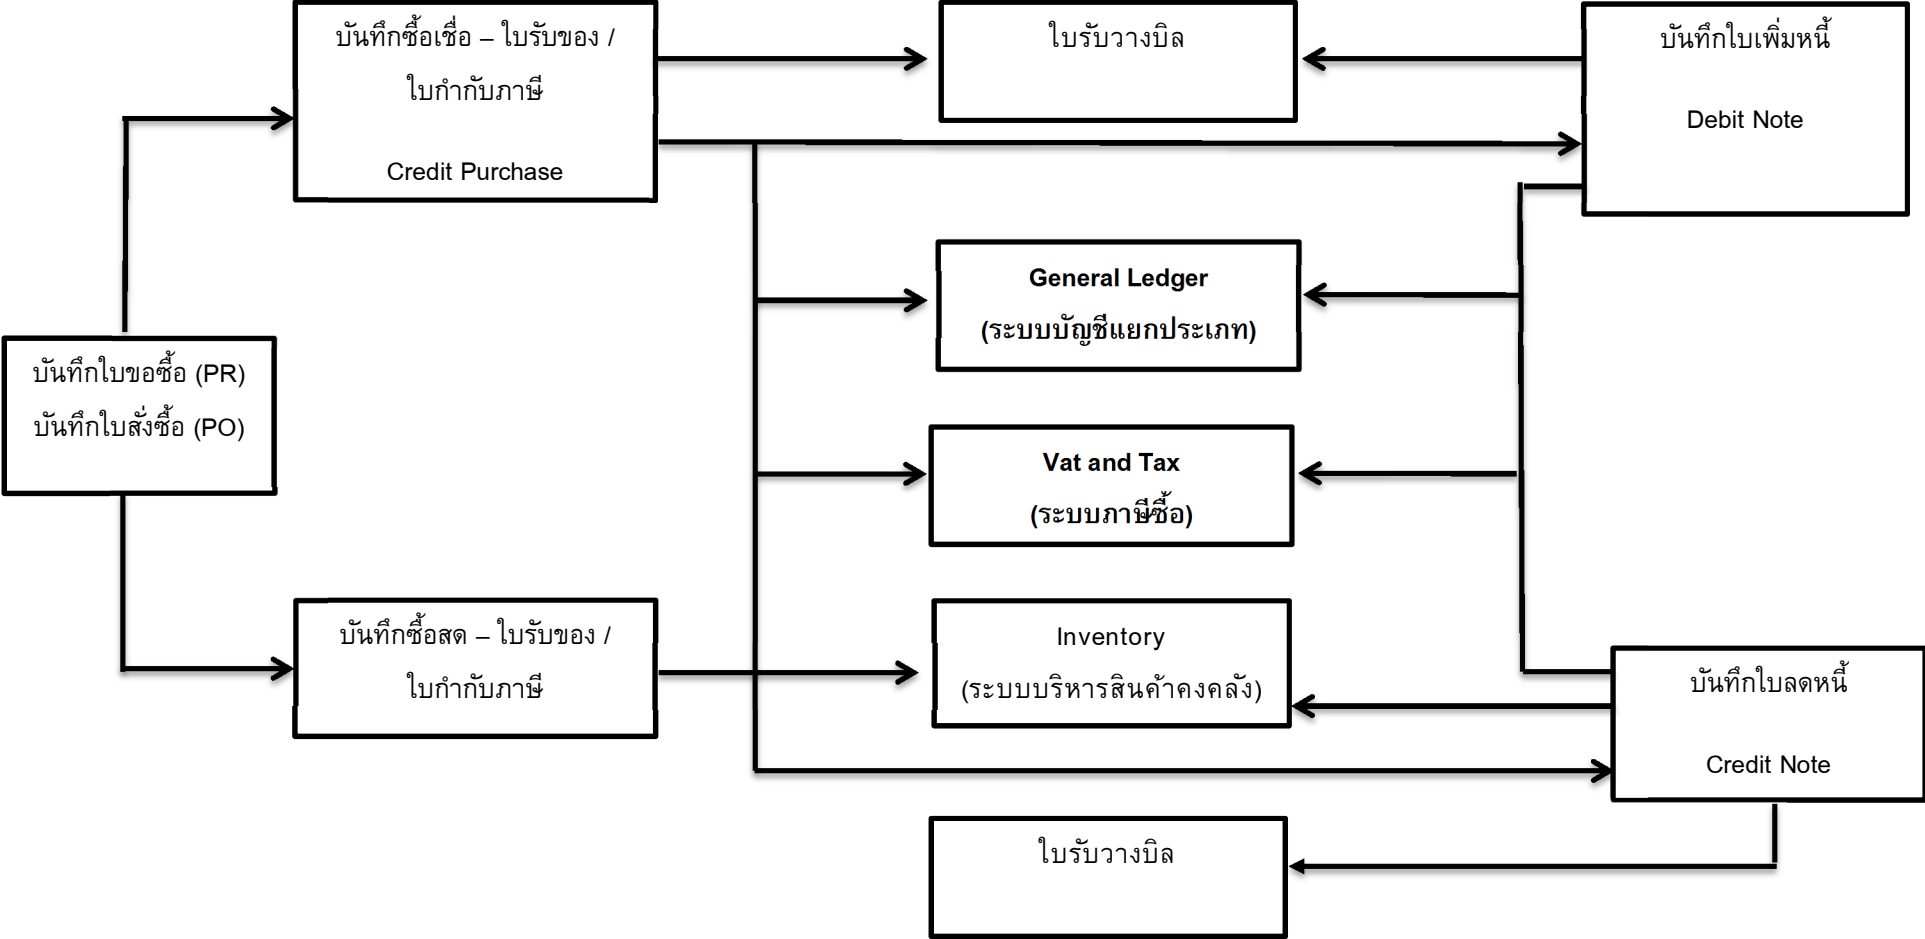 บันทึกซื้อเชื่อ – ใบรับของ /
ใบกำกับภาษี
Credit Purchase
ใบรับวางบิล
บันทึกใบเพิ่มหนี้
Debit Note
General Ledger
(ระบบบัญชีแยกประเภท)
บันทึกใบขอซื้อ (PR)
บันทึกใบสั่งซื้อ (PO)
Vat and Tax
(ระบบภาษีซื้อ)
บันทึกซื้อสด – ใบรับของ /
ใบกำกับภาษี
Inventory
(ระบบบริหารสินค้าคงคลัง)
บันทึกใบลดหนี้
Credit Note
ใบรับวางบิล